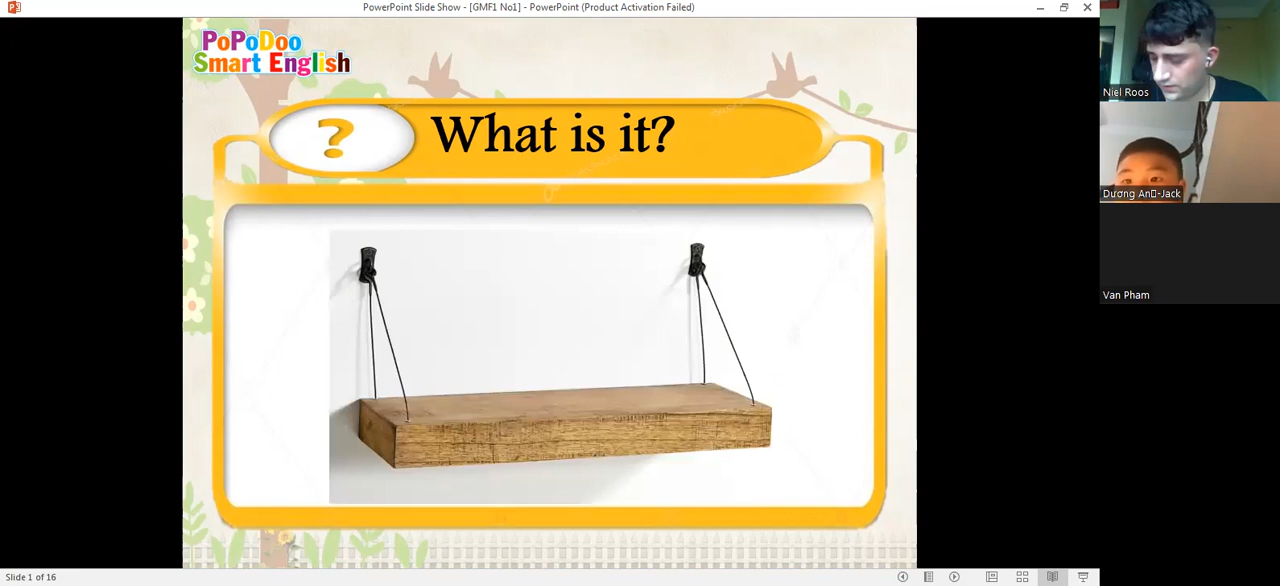 PowerPoint Slide Show - [GMF1 No1] - PowerPoint (Product Activation Failed)
PoPoDoo
Smart English
?
What is it?
Niel Roos
Dương An-Jack
Van Pham
Slide 1 of 16